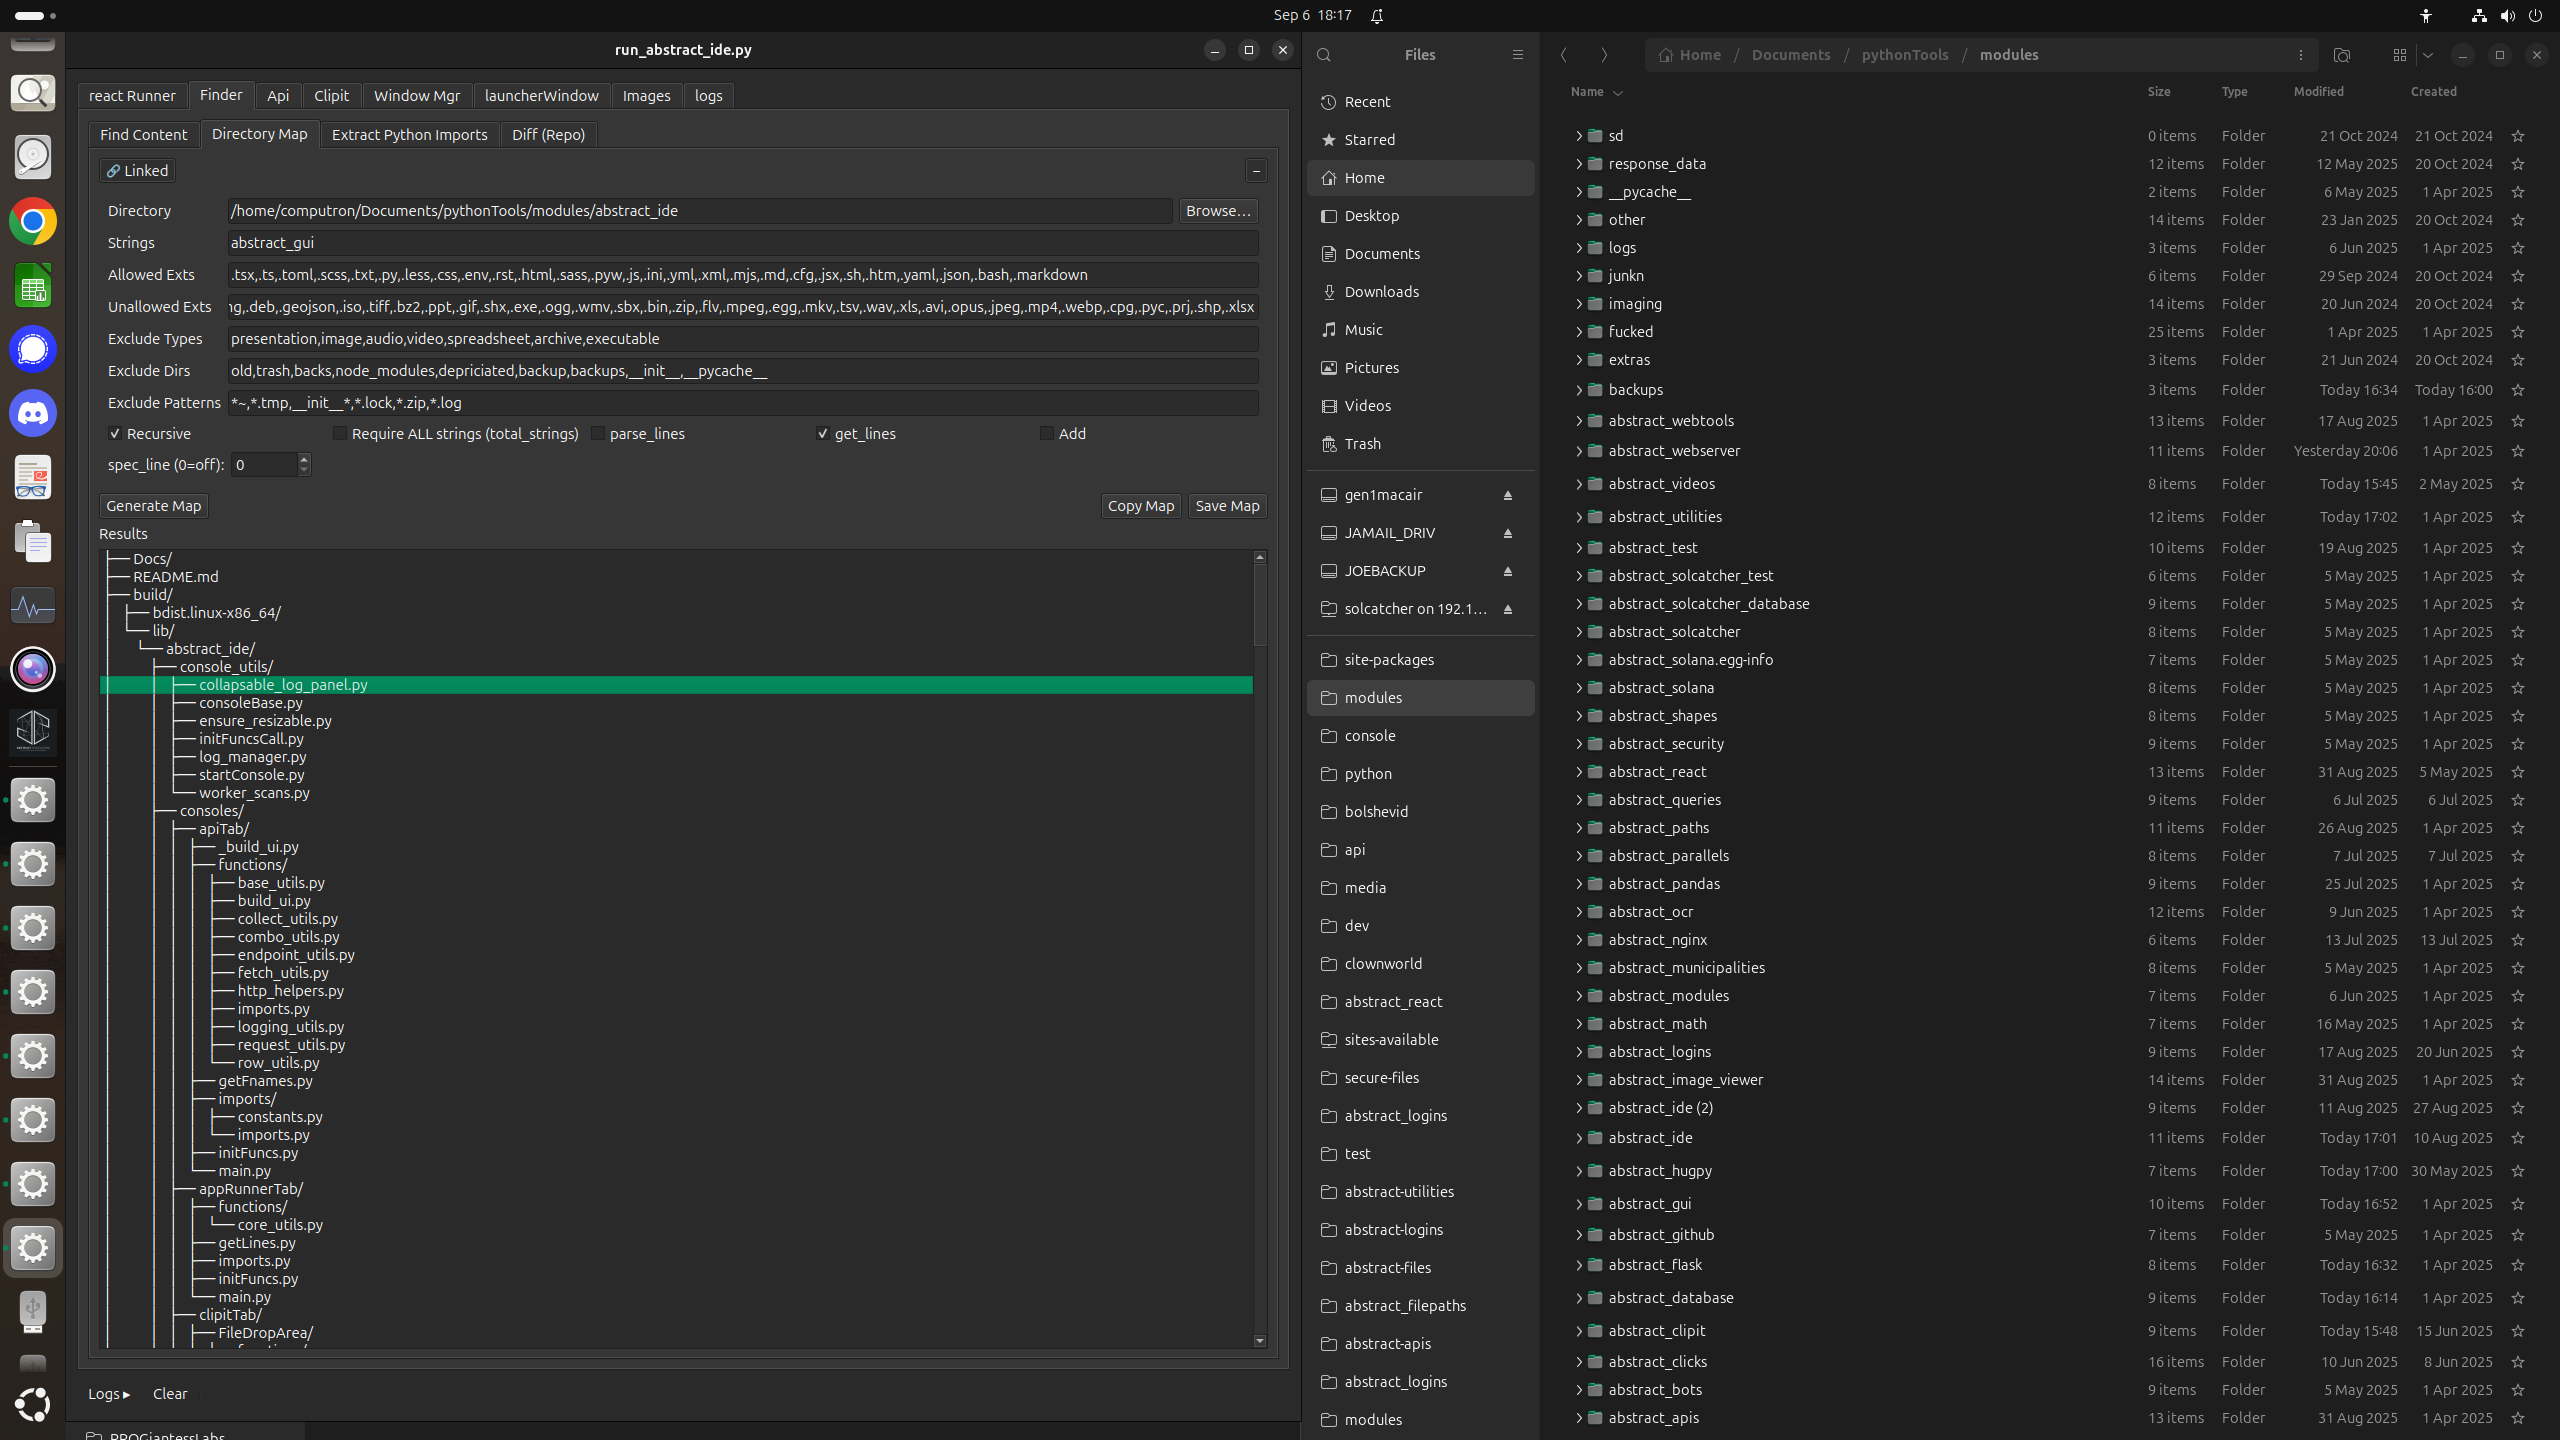 Sep 6 18:17
run_abstract_ide.py
react Runner Finder Api Clipit Window Mgr launcherWindow Images logs
Find Content Directory Map Extract Python Imports Diff (Repo)
Linked
−
Directory /home/computron/Documents/pythonTools/modules/abstract_ide Browse...
Strings abstract_gui
Allowed Exts .tsx,.ts,.toml,.scss,.txt,.py,.less,.css,.env,.rst,.html,.sass,.pyw,.js,.ini,.yml,.xml,.mjs,.md,.cfg,.jsx,.sh,.htm,.yaml,.json,.bash,.markdown
Unallowed Exts ng,.deb,.geojson,.iso,.tiff,.bz2,.ppt,.gif,.shx,.exe,.ogg,.wmv,.sbx,.bin,.zip,.flv,.mpeg,.egg,.mkv,.tsv,.wav,.xls,.avi,.opus,.jpeg,.mp4,.webp,.cpg,.pyc,.prj,.shp,.xlsx
Exclude Types presentation,image,audio,video,spreadsheet,archive,executable
Exclude Dirs old,trash,backs,node_modules,depriciated,backup,backups,__init__,__pycache__
Exclude Patterns *~,*.tmp,__init__*,*.lock,*.zip,*.log
Recursive Require ALL strings (total_strings) parse_lines get_lines Add
spec_line (0=off): 0
Generate Map Copy Map Save Map
Results
├── Docs/
├── README.md
├── build/
│ ├── bdist.linux-x86_64/
│ └── lib/
│ └── abstract_ide/
│ ├── console_utils/
│ │ ├── collapsable_log_panel.py
│ │ ├── consoleBase.py
│ │ ├── ensure_resizable.py
│ │ ├── initFuncsCall.py
│ │ ├── log_manager.py
│ │ ├── startConsole.py
│ │ └── worker_scans.py
│ ├── consoles/
│ │ ├── apiTab/
│ │ │ ├── _build_ui.py
│ │ │ ├── functions/
│ │ │ │ ├── base_utils.py
│ │ │ │ ├── build_ui.py
│ │ │ │ ├── collect_utils.py
│ │ │ │ ├── combo_utils.py
│ │ │ │ ├── endpoint_utils.py
│ │ │ │ ├── fetch_utils.py
│ │ │ │ ├── http_helpers.py
│ │ │ │ ├── imports.py
│ │ │ │ ├── logging_utils.py
│ │ │ │ ├── request_utils.py
│ │ │ │ └── row_utils.py
│ │ │ ├── getFnames.py
│ │ │ ├── imports/
│ │ │ │ ├── constants.py
│ │ │ │ └── imports.py
│ │ │ ├── initFuncs.py
│ │ │ └── main.py
│ │ ├── appRunnerTab/
│ │ │ ├── functions/
│ │ │ │ └── core_utils.py
│ │ │ ├── getLines.py
│ │ │ ├── imports.py
│ │ │ ├── initFuncs.py
│ │ │ └── main.py
│ │ ├── clipitTab/
│ │ │ ├── FileDropArea/
Logs ▸ Clear
Files
Recent
Starred
Home
Desktop
Documents
Downloads
Music
Pictures
Videos
Trash
gen1macair
JAMAIL_DRIV
JOEBACKUP
solcatcher on 192.1...
site-packages
modules
console
python
bolshevid
api
media
dev
clownworld
abstract_react
sites-available
secure-files
abstract_logins
test
abstract-utilities
abstract-logins
abstract-files
abstract_filepaths
abstract-apis
abstract_logins
modules
Home / Documents / pythonTools / modules
Name Size Type Modified Created
sd 0 items Folder 21 Oct 2024 21 Oct 2024
response_data 12 items Folder 12 May 2025 20 Oct 2024
__pycache__ 2 items Folder 6 May 2025 1 Apr 2025
other 14 items Folder 23 Jan 2025 20 Oct 2024
logs 3 items Folder 6 Jun 2025 1 Apr 2025
junkn 6 items Folder 29 Sep 2024 20 Oct 2024
imaging 14 items Folder 20 Jun 2024 20 Oct 2024
fucked 25 items Folder 1 Apr 2025 1 Apr 2025
extras 3 items Folder 21 Jun 2024 20 Oct 2024
backups 3 items Folder Today 16:34 Today 16:00
abstract_webtools 13 items Folder 17 Aug 2025 1 Apr 2025
abstract_webserver 11 items Folder Yesterday 20:06 1 Apr 2025
abstract_videos 8 items Folder Today 15:45 2 May 2025
abstract_utilities 12 items Folder Today 17:02 1 Apr 2025
abstract_test 10 items Folder 19 Aug 2025 1 Apr 2025
abstract_solcatcher_test 6 items Folder 5 May 2025 1 Apr 2025
abstract_solcatcher_database 9 items Folder 5 May 2025 1 Apr 2025
abstract_solcatcher 8 items Folder 5 May 2025 1 Apr 2025
abstract_solana.egg-info 7 items Folder 5 May 2025 1 Apr 2025
abstract_solana 8 items Folder 5 May 2025 1 Apr 2025
abstract_shapes 8 items Folder 5 May 2025 1 Apr 2025
abstract_security 9 items Folder 5 May 2025 1 Apr 2025
abstract_react 13 items Folder 31 Aug 2025 5 May 2025
abstract_queries 9 items Folder 6 Jul 2025 6 Jul 2025
abstract_paths 11 items Folder 26 Aug 2025 1 Apr 2025
abstract_parallels 8 items Folder 7 Jul 2025 7 Jul 2025
abstract_pandas 9 items Folder 25 Jul 2025 1 Apr 2025
abstract_ocr 12 items Folder 9 Jun 2025 1 Apr 2025
abstract_nginx 6 items Folder 13 Jul 2025 13 Jul 2025
abstract_municipalities 8 items Folder 5 May 2025 1 Apr 2025
abstract_modules 7 items Folder 6 Jun 2025 1 Apr 2025
abstract_math 7 items Folder 16 May 2025 1 Apr 2025
abstract_logins 9 items Folder 17 Aug 2025 20 Jun 2025
abstract_image_viewer 14 items Folder 31 Aug 2025 1 Apr 2025
abstract_ide (2) 9 items Folder 11 Aug 2025 27 Aug 2025
abstract_ide 11 items Folder Today 17:01 10 Aug 2025
abstract_hugpy 7 items Folder Today 17:00 30 May 2025
abstract_gui 10 items Folder Today 16:52 1 Apr 2025
abstract_github 7 items Folder 5 May 2025 1 Apr 2025
abstract_flask 8 items Folder Today 16:32 1 Apr 2025
abstract_database 9 items Folder Today 16:14 1 Apr 2025
abstract_clipit 9 items Folder Today 15:48 15 Jun 2025
abstract_clicks 16 items Folder 10 Jun 2025 8 Jun 2025
abstract_bots 9 items Folder 5 May 2025 1 Apr 2025
abstract_apis 13 items Folder 31 Aug 2025 1 Apr 2025